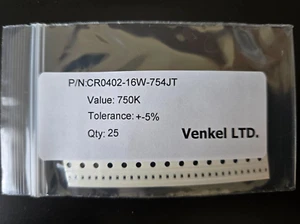 P/N:CR0402-16W-754JT
Value: 750K
Tolerance: +-5%
Qty: 25
Venkel LTD.